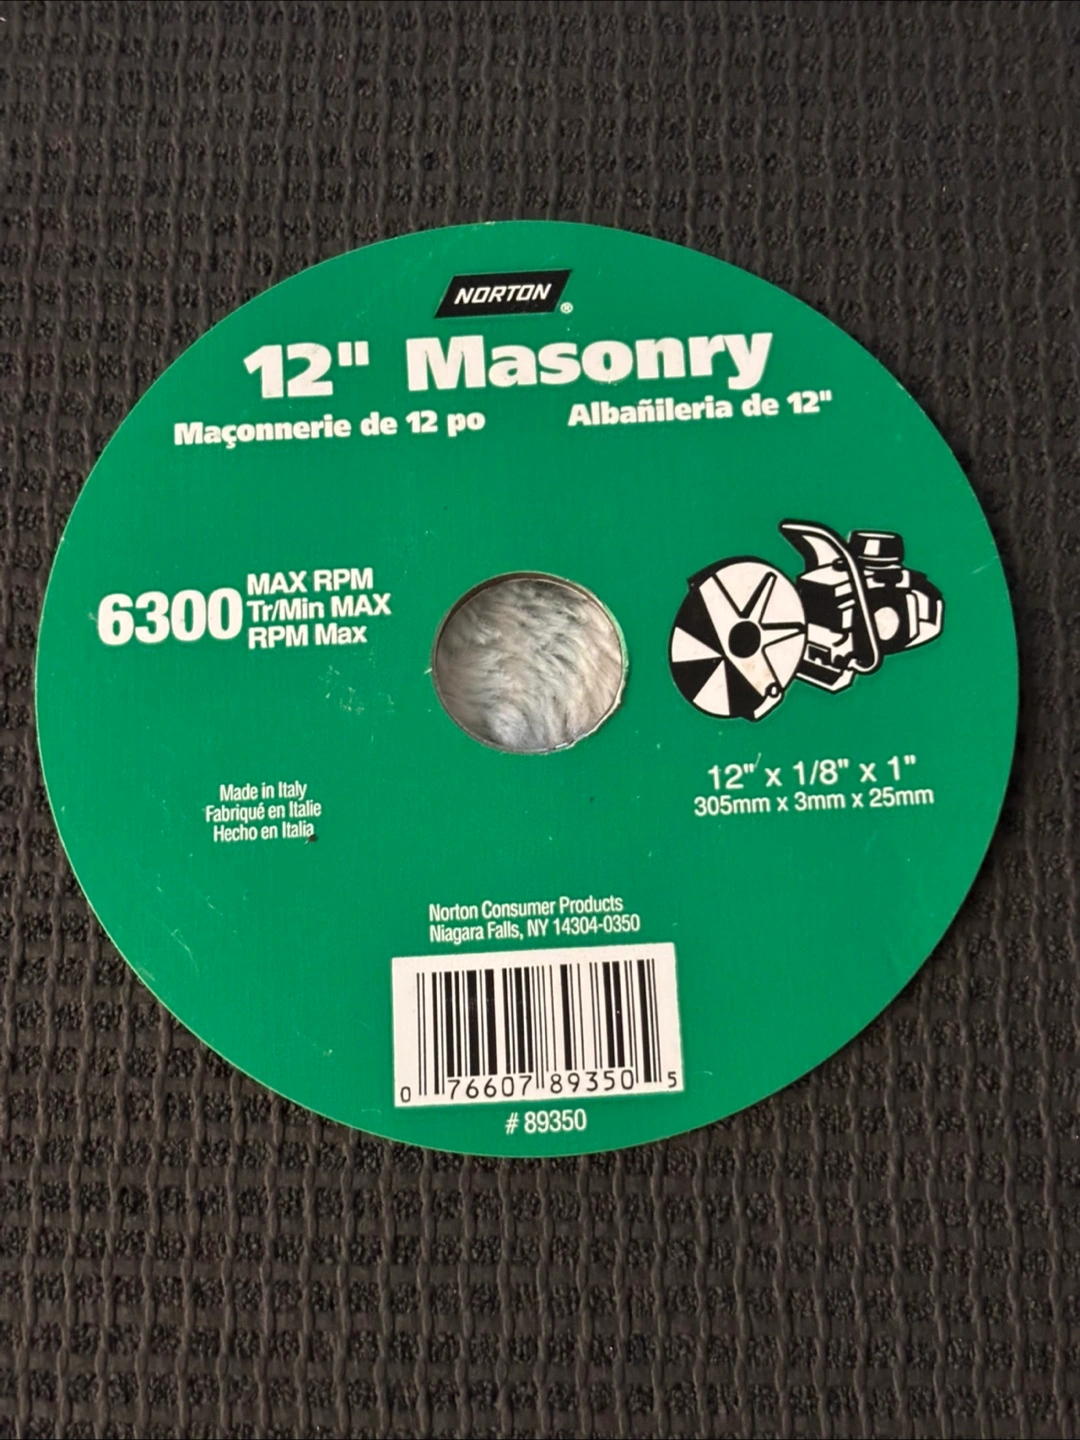 NORTON®
12" Masonry
Maçonnerie de 12 po
Albañileria de 12"
6300 MAX RPM
Tr/Min MAX
RPM Max
12" x 1/8" x 1"
305mm x 3mm x 25mm
Made in Italy
Fabriqué en Italie
Hecho en Italia
Norton Consumer Products
Niagara Falls, NY 14304-0350
0 76607 89350 5
# 89350